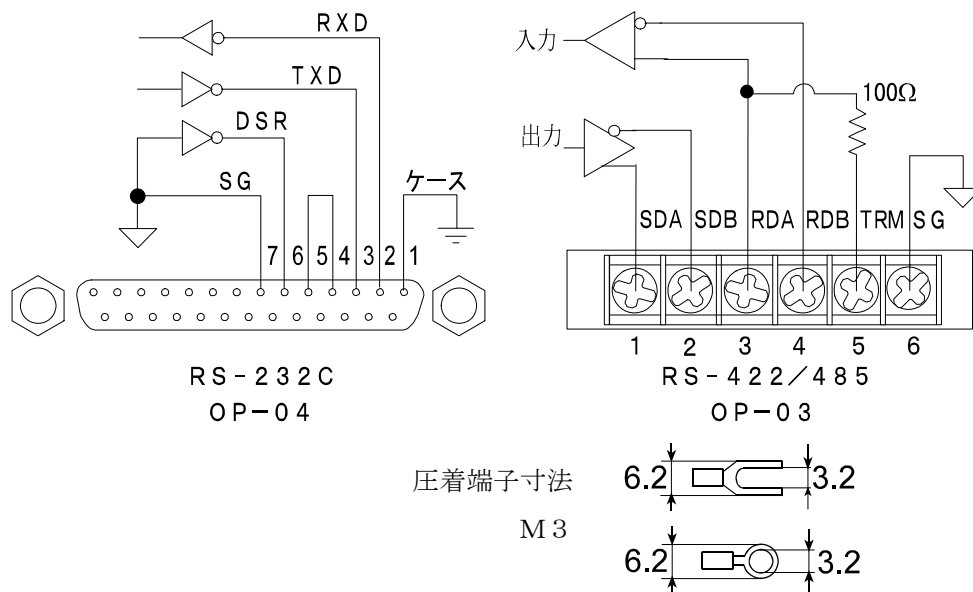 RXD
TXD
DSR
SG
ケース
7 6 5 4 3 2 1
RS-232C
OP-04
入力
100Ω
出力
SDA SDB RDA RDB TRM SG
1 2 3 4 5 6
RS-422/485
OP-03
圧着端子寸法
M3
6.2 3.2
6.2 3.2